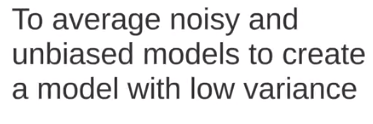 To average noisy and
unbiased models to create
a model with low variance